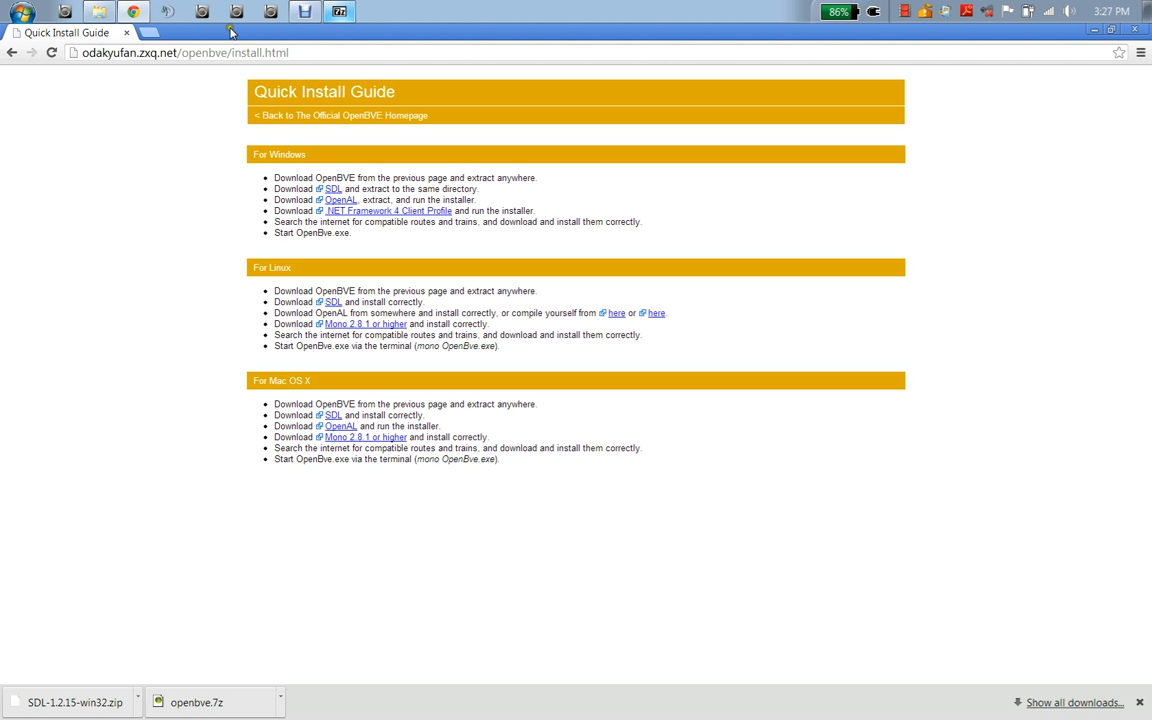 86%
3:27 PM
Quick Install Guide
odakyufan.zxq.net/openbve/install.html
Quick Install Guide
< Back to The Official OpenBVE Homepage
For Windows
Download OpenBVE from the previous page and extract anywhere.
Download SDL and extract to the same directory.
Download OpenAL, extract, and run the installer.
Download .NET Framework 4 Client Profile and run the installer.
Search the internet for compatible routes and trains, and download and install them correctly.
Start OpenBve.exe.
For Linux
Download OpenBVE from the previous page and extract anywhere.
Download SDL and install correctly.
Download OpenAL from somewhere and install correctly, or compile yourself from here or here.
Download Mono 2.8.1 or higher and install correctly.
Search the internet for compatible routes and trains, and download and install them correctly.
Start OpenBve.exe via the terminal (mono OpenBve.exe).
For Mac OS X
Download OpenBVE from the previous page and extract anywhere.
Download SDL and install correctly.
Download OpenAL and run the installer.
Download Mono 2.8.1 or higher and install correctly.
Search the internet for compatible routes and trains, and download and install them correctly.
Start OpenBve.exe via the terminal (mono OpenBve.exe).
SDL-1.2.15-win32.zip
openbve.7z
Show all downloads...